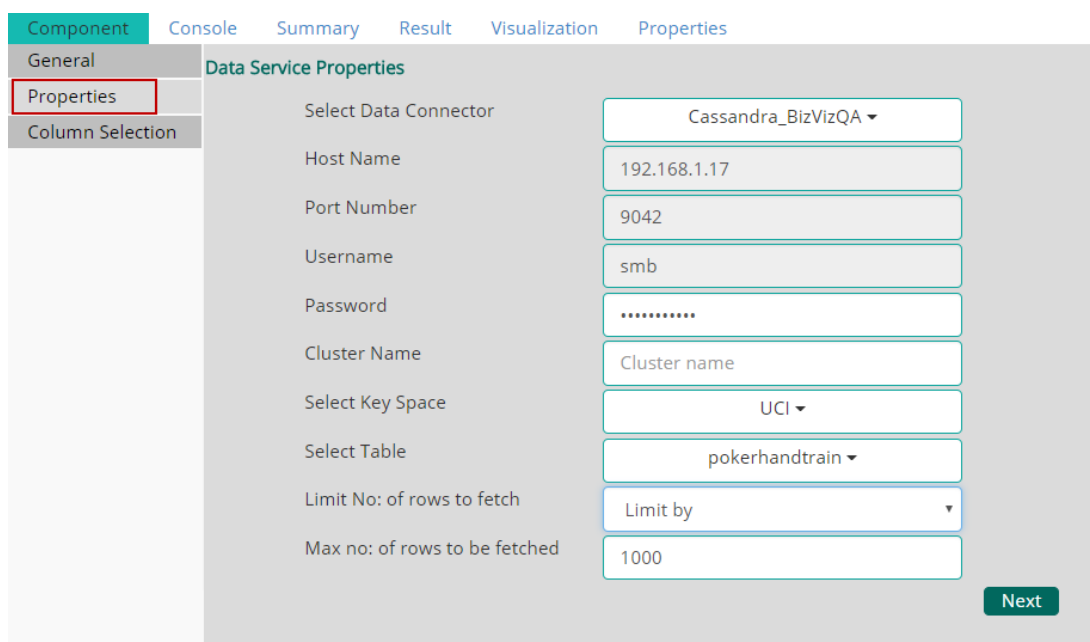 Component Console Summary Result Visualization Properties
General
Data Service Properties
Properties
Column Selection
Select Data Connector Cassandra_BizVizQA
Host Name 192.168.1.17
Port Number 9042
Username smb
Password •••••••••••
Cluster Name Cluster name
Select Key Space UCI
Select Table pokerhandtrain
Limit No: of rows to fetch Limit by
Max no: of rows to be fetched 1000
Next